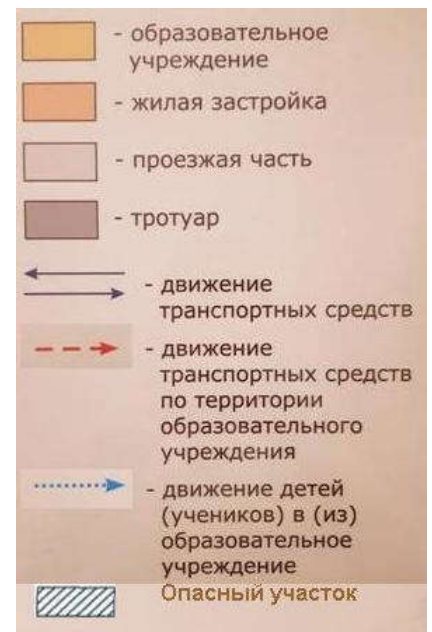 - образовательное
учреждение
- жилая застройка
- проезжая часть
- тротуар
- движение
транспортных средств
- движение
транспортных средств
по территории
образовательного
учреждения
- движение детей
(учеников) в (из)
образовательное
учреждение
Опасный участок